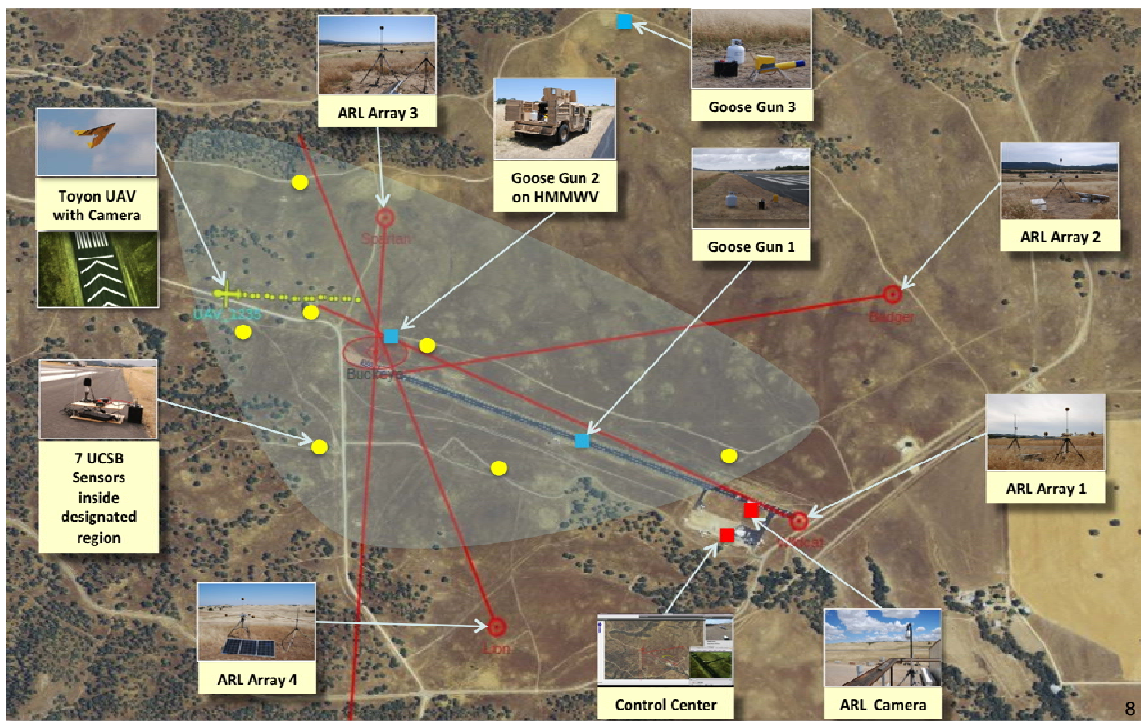 ARL Array 3
Goose Gun 3
Goose Gun 2
on HMMWV
Toyon UAV
with Camera
Goose Gun 1
ARL Array 2
Spartan
UAV_1235
Badger
Buckeye
7 UCSB
Sensors
inside
designated
region
ARL Array 1
Wildcat
Lion
ARL Array 4
Control Center
ARL Camera
8